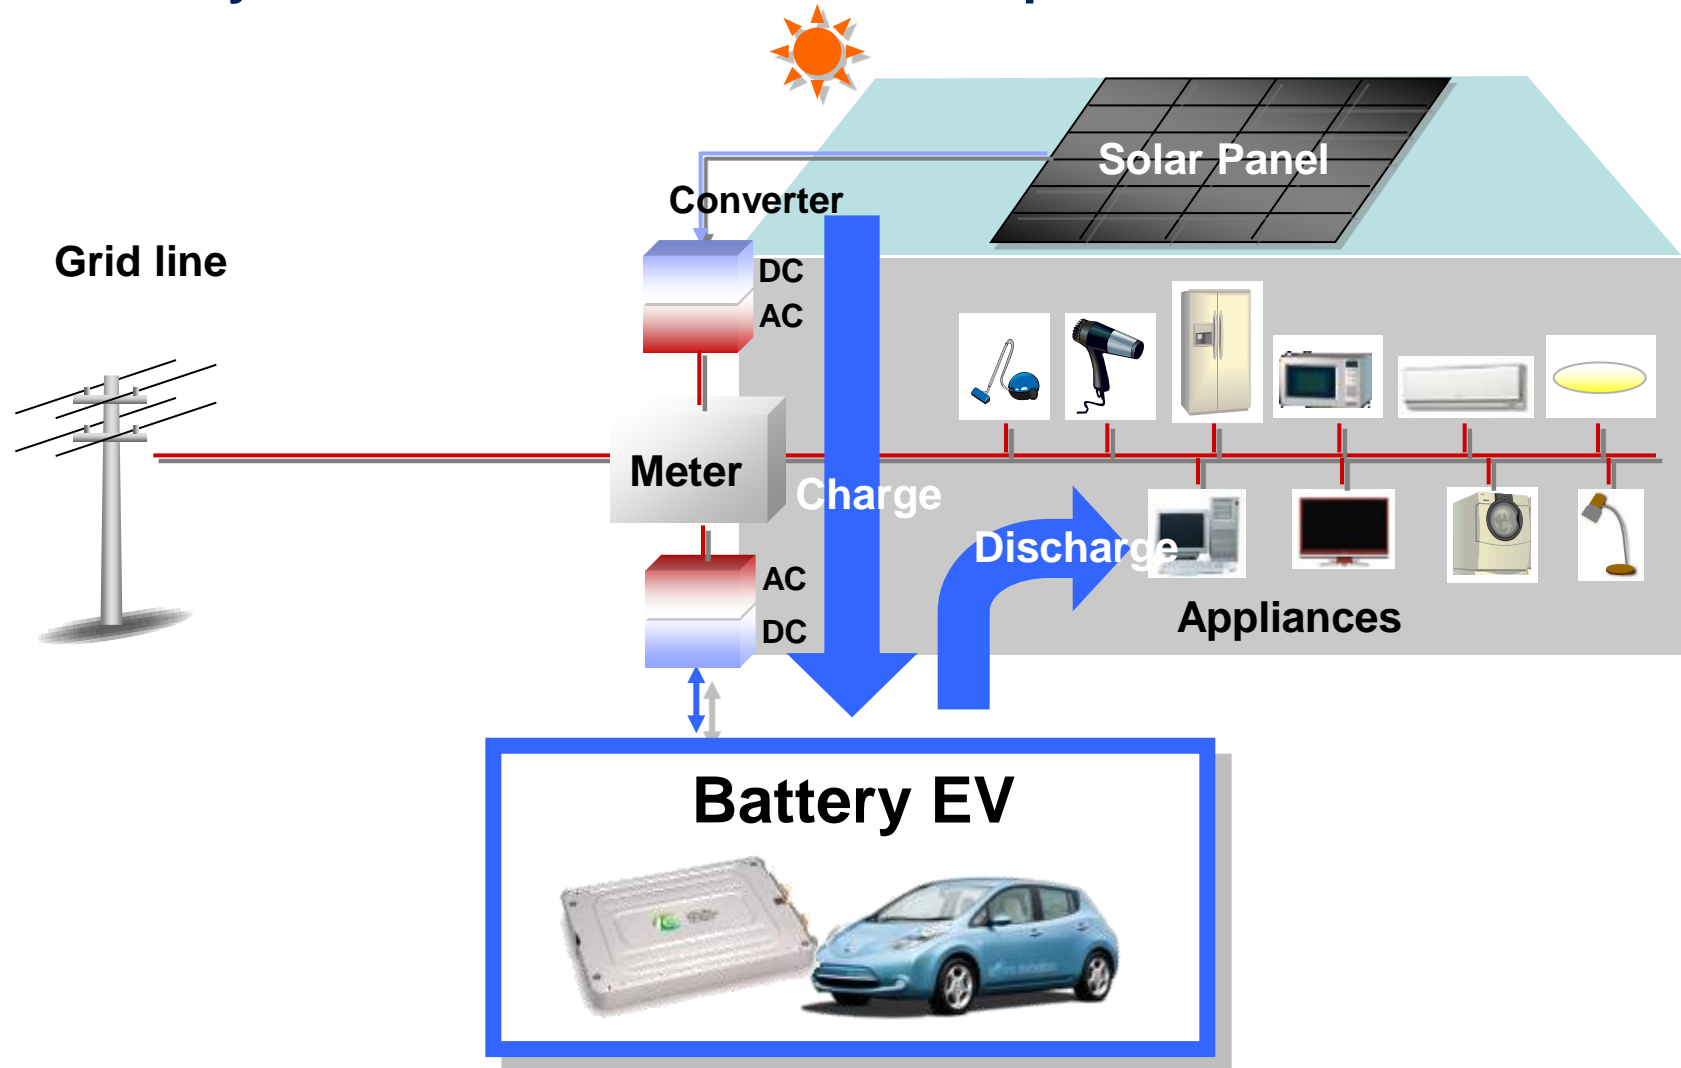 Solar Panel
Converter
Grid line
DC
AC
Meter
Charge
Discharge
AC
DC
Appliances
Battery EV